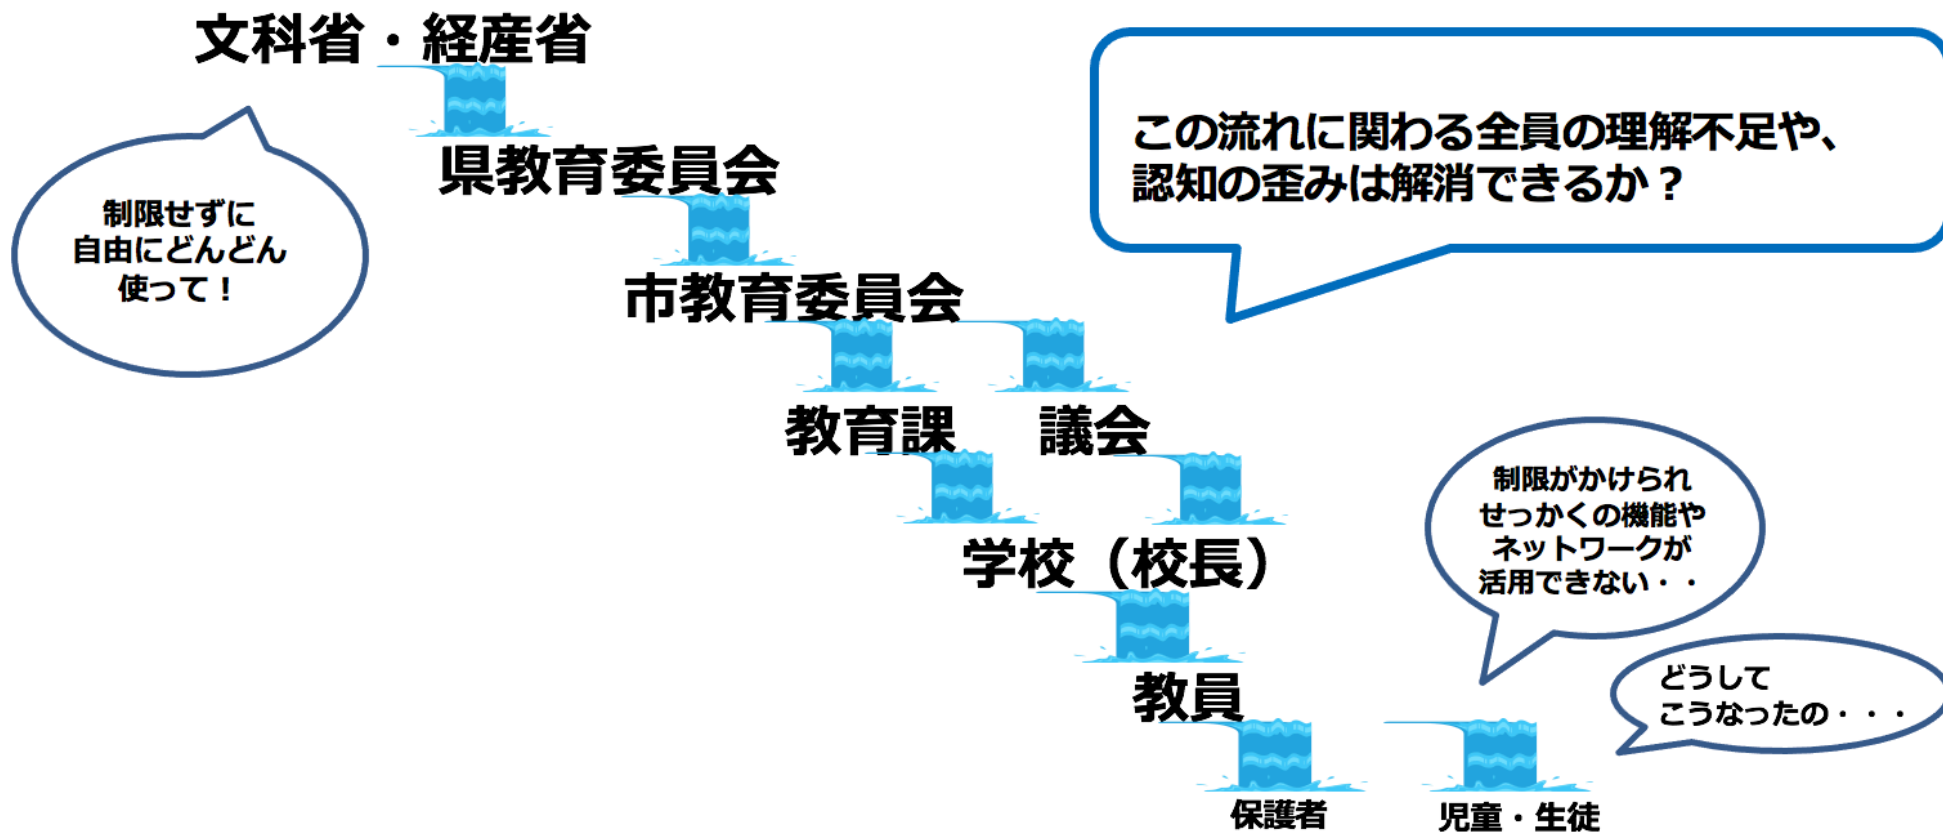 文科省・経産省
制限せずに
自由にどんどん
使って！
県教育委員会
この流れに関わる全員の理解不足や、
認知の歪みは解消できるか？
市教育委員会
教育課
議会
学校（校長）
制限がかけられ
せっかくの機能や
ネットワークが
活用できない・・
教員
どうして
こうなったの・・・
保護者
児童・生徒